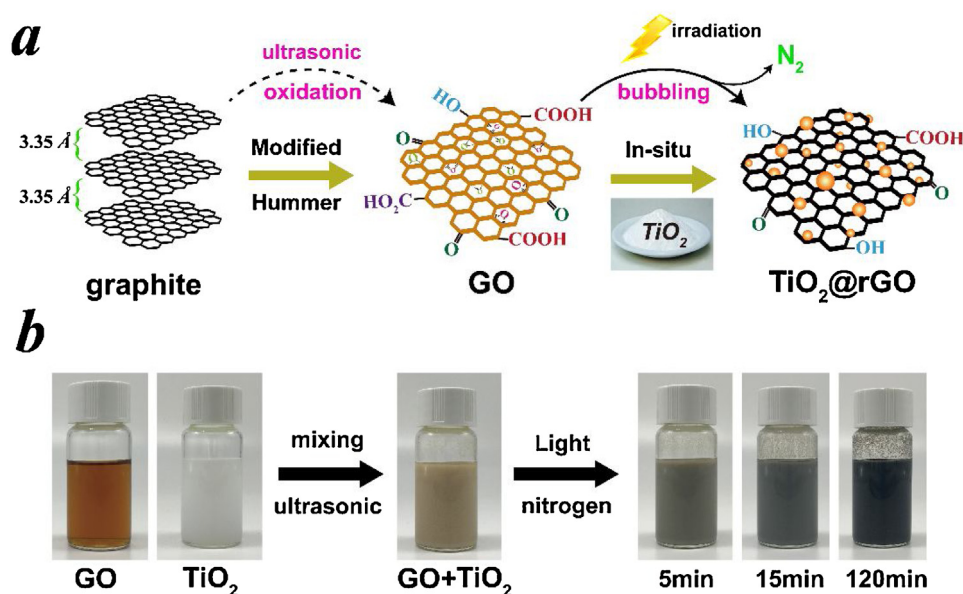 a
ultrasonic
oxidation
irradiation
N₂
bubbling
3.35 Å
3.35 Å
Modified
Hummer
HO
COOH
O
HO₂C
O
O
COOH
In-situ
TiO₂
HO
COOH
O
O
OH
graphite
GO
TiO₂@rGO
b
mixing
ultrasonic
Light
nitrogen
GO
TiO₂
GO+TiO₂
5min
15min
120min